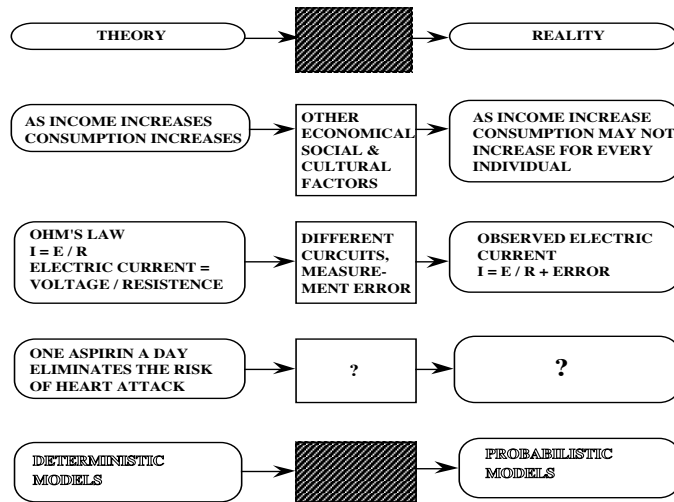 THEORY
REALITY
AS INCOME INCREASES
CONSUMPTION INCREASES
OTHER
ECONOMICAL
SOCIAL &
CULTURAL
FACTORS
AS INCOME INCREASE
CONSUMPTION MAY NOT
INCREASE FOR EVERY
INDIVIDUAL
OHM'S LAW
I = E / R
ELECTRIC CURRENT =
VOLTAGE / RESISTENCE
DIFFERENT
CURCUITS,
MEASURE-
MENT ERROR
OBSERVED ELECTRIC
CURRENT
I = E / R + ERROR
ONE ASPIRIN A DAY
ELIMINATES THE RISK
OF HEART ATTACK
?
?
DETERMINISTIC
MODELS
PROBABILISTIC
MODELS